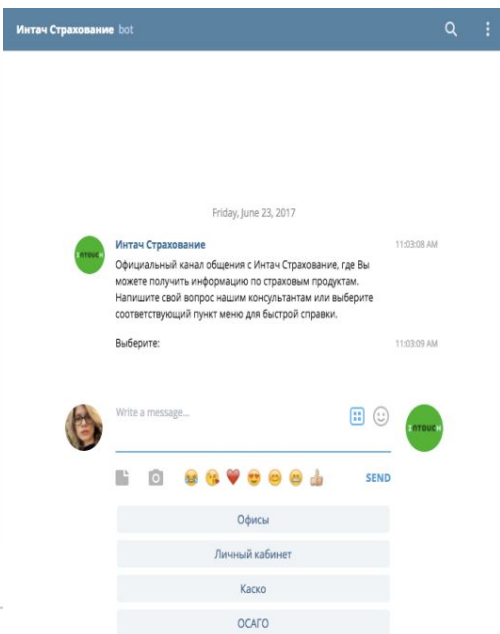 Интач Страхование bot
Friday, June 23, 2017
Интач Страхование 11:03:08 AM
Официальный канал общения с Интач Страхование, где Вы
можете получить информацию по страховым продуктам.
Напишите свой вопрос нашим консультантам или выберите
соответствующий пункт меню для быстрой справки.
Выберите: 11:03:09 AM
Write a message...
SEND
Офисы
Личный кабинет
Каско
ОСАГО